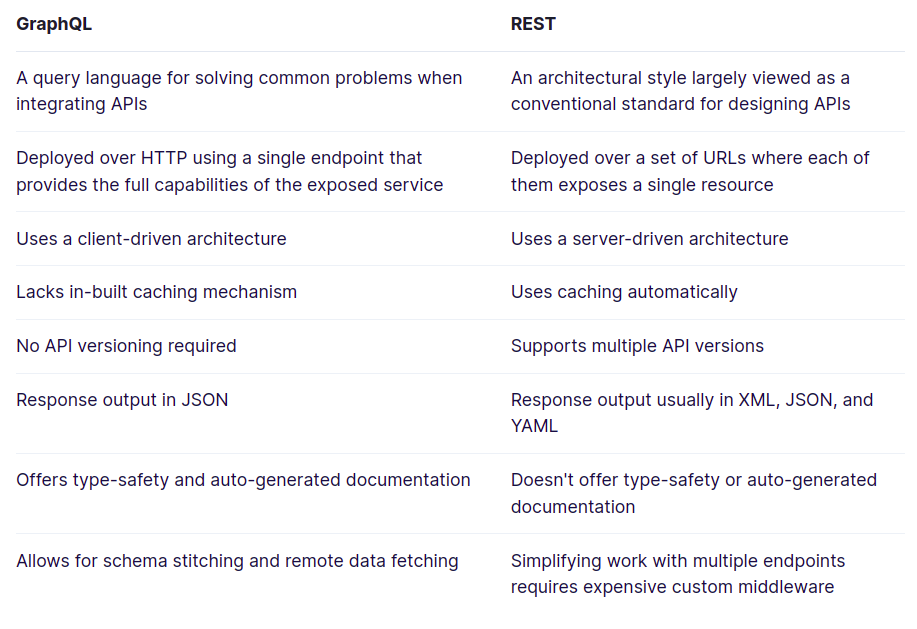 GraphQL
REST
A query language for solving common problems when
integrating APIs
An architectural style largely viewed as a
conventional standard for designing APIs
Deployed over HTTP using a single endpoint that
provides the full capabilities of the exposed service
Deployed over a set of URLs where each of
them exposes a single resource
Uses a client-driven architecture
Uses a server-driven architecture
Lacks in-built caching mechanism
Uses caching automatically
No API versioning required
Supports multiple API versions
Response output in JSON
Response output usually in XML, JSON, and
YAML
Offers type-safety and auto-generated documentation
Doesn't offer type-safety or auto-generated
documentation
Allows for schema stitching and remote data fetching
Simplifying work with multiple endpoints
requires expensive custom middleware